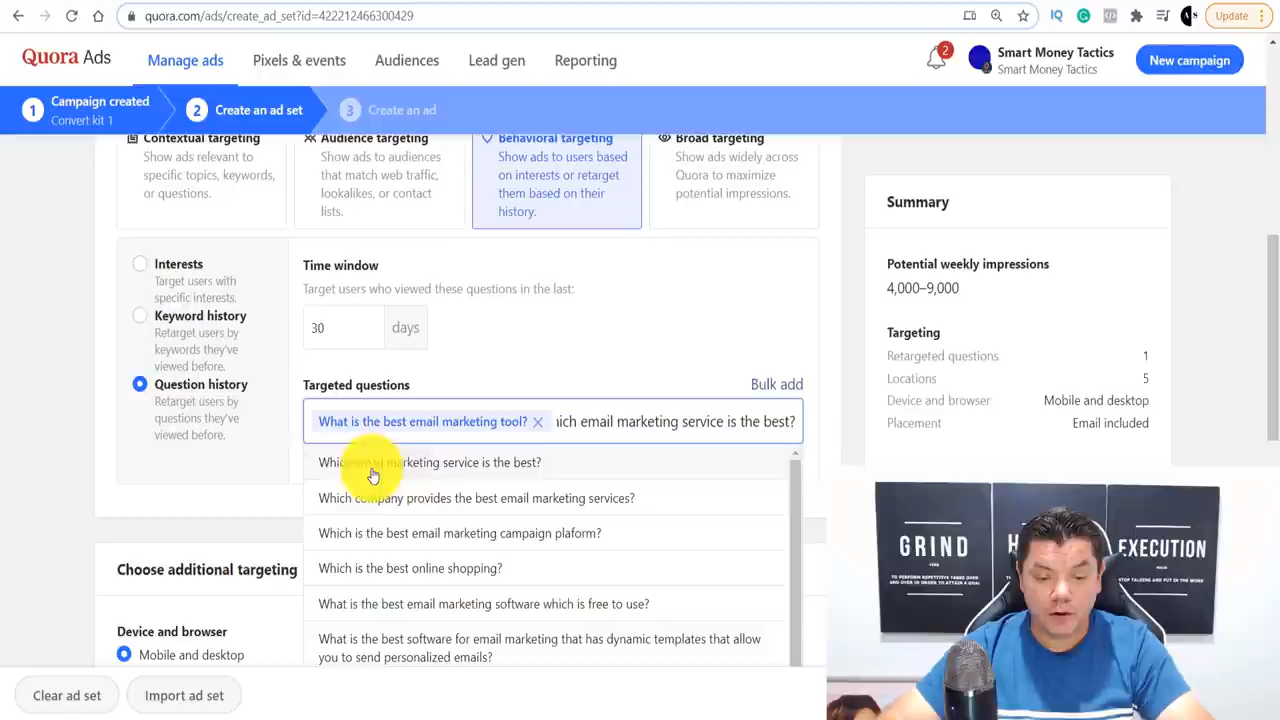 quora.com/ads/create_ad_set?id=422212466300429
Update
Quora Ads
Manage ads
Pixels & events
Audiences
Lead gen
Reporting
2
Smart Money Tactics
Smart Money Tactics
New campaign
1
Campaign created
Convert kit 1
2
Create an ad set
3
Create an ad
Contextual targeting
Show ads relevant to
specific topics, keywords,
or questions.
Audience targeting
Show ads to audiences
that match web traffic,
lookalikes, or contact
lists.
Behavioral targeting
Show ads to users based
on interests or retarget
them based on their
history.
Broad targeting
Show ads widely across
Quora to maximize
potential impressions.
Interests
Target users with
specific interests.
Keyword history
Retarget users by
keywords they've
viewed before.
Question history
Retarget users by
questions they've
viewed before.
Time window
Target users who viewed these questions in the last:
30 days
Targeted questions
Bulk add
What is the best email marketing tool?
ich email marketing service is the best?
Which email marketing service is the best?
Which company provides the best email marketing services?
Which is the best email marketing campaign plaform?
Which is the best online shopping?
What is the best email marketing software which is free to use?
What is the best software for email marketing that has dynamic templates that allow
you to send personalized emails?
Choose additional targeting
Device and browser
Mobile and desktop
Clear ad set
Import ad set
Summary
Potential weekly impressions
4,000–9,000
Targeting
Retargeted questions 1
Locations 5
Device and browser Mobile and desktop
Placement Email included
GRIND
H
EXECUTION